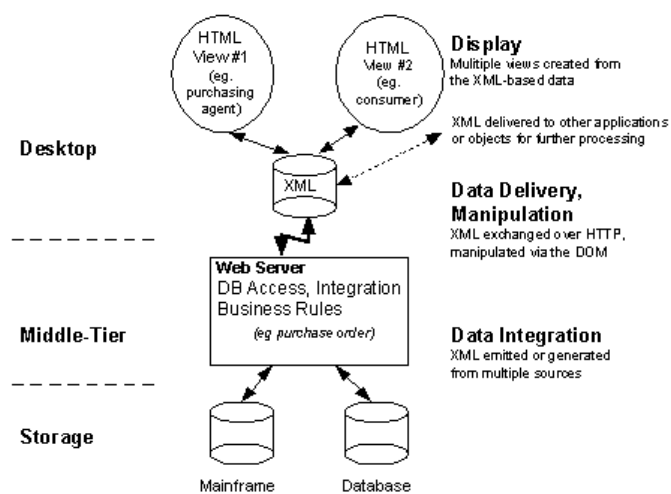 HTML
View #1
(eg.
purchasing
agent)
HTML
View #2
(eg.
consumer)
Display
Multiple views created from
the XML-based data
XML delivered to other applications
or objects for further processing
Desktop
XML
Data Delivery,
Manipulation
XML exchanged over HTTP,
manipulated via the DOM
Web Server
DB Access, Integration
Business Rules
(eg purchase order)
Middle-Tier
Data Integration
XML emitted or generated
from multiple sources
Storage
Mainframe
Database